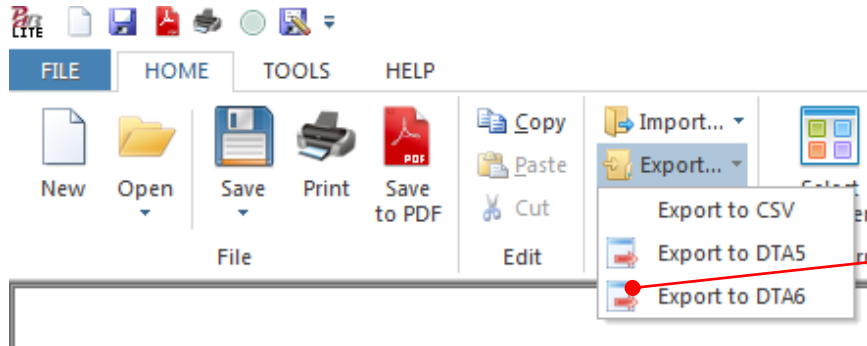 LITE
FILE HOME TOOLS HELP
New Open Save Print Save to PDF
PDF
Copy
Paste
Cut
Import...
Export...
File Edit
Export to CSV
Export to DTA5
Export to DTA6